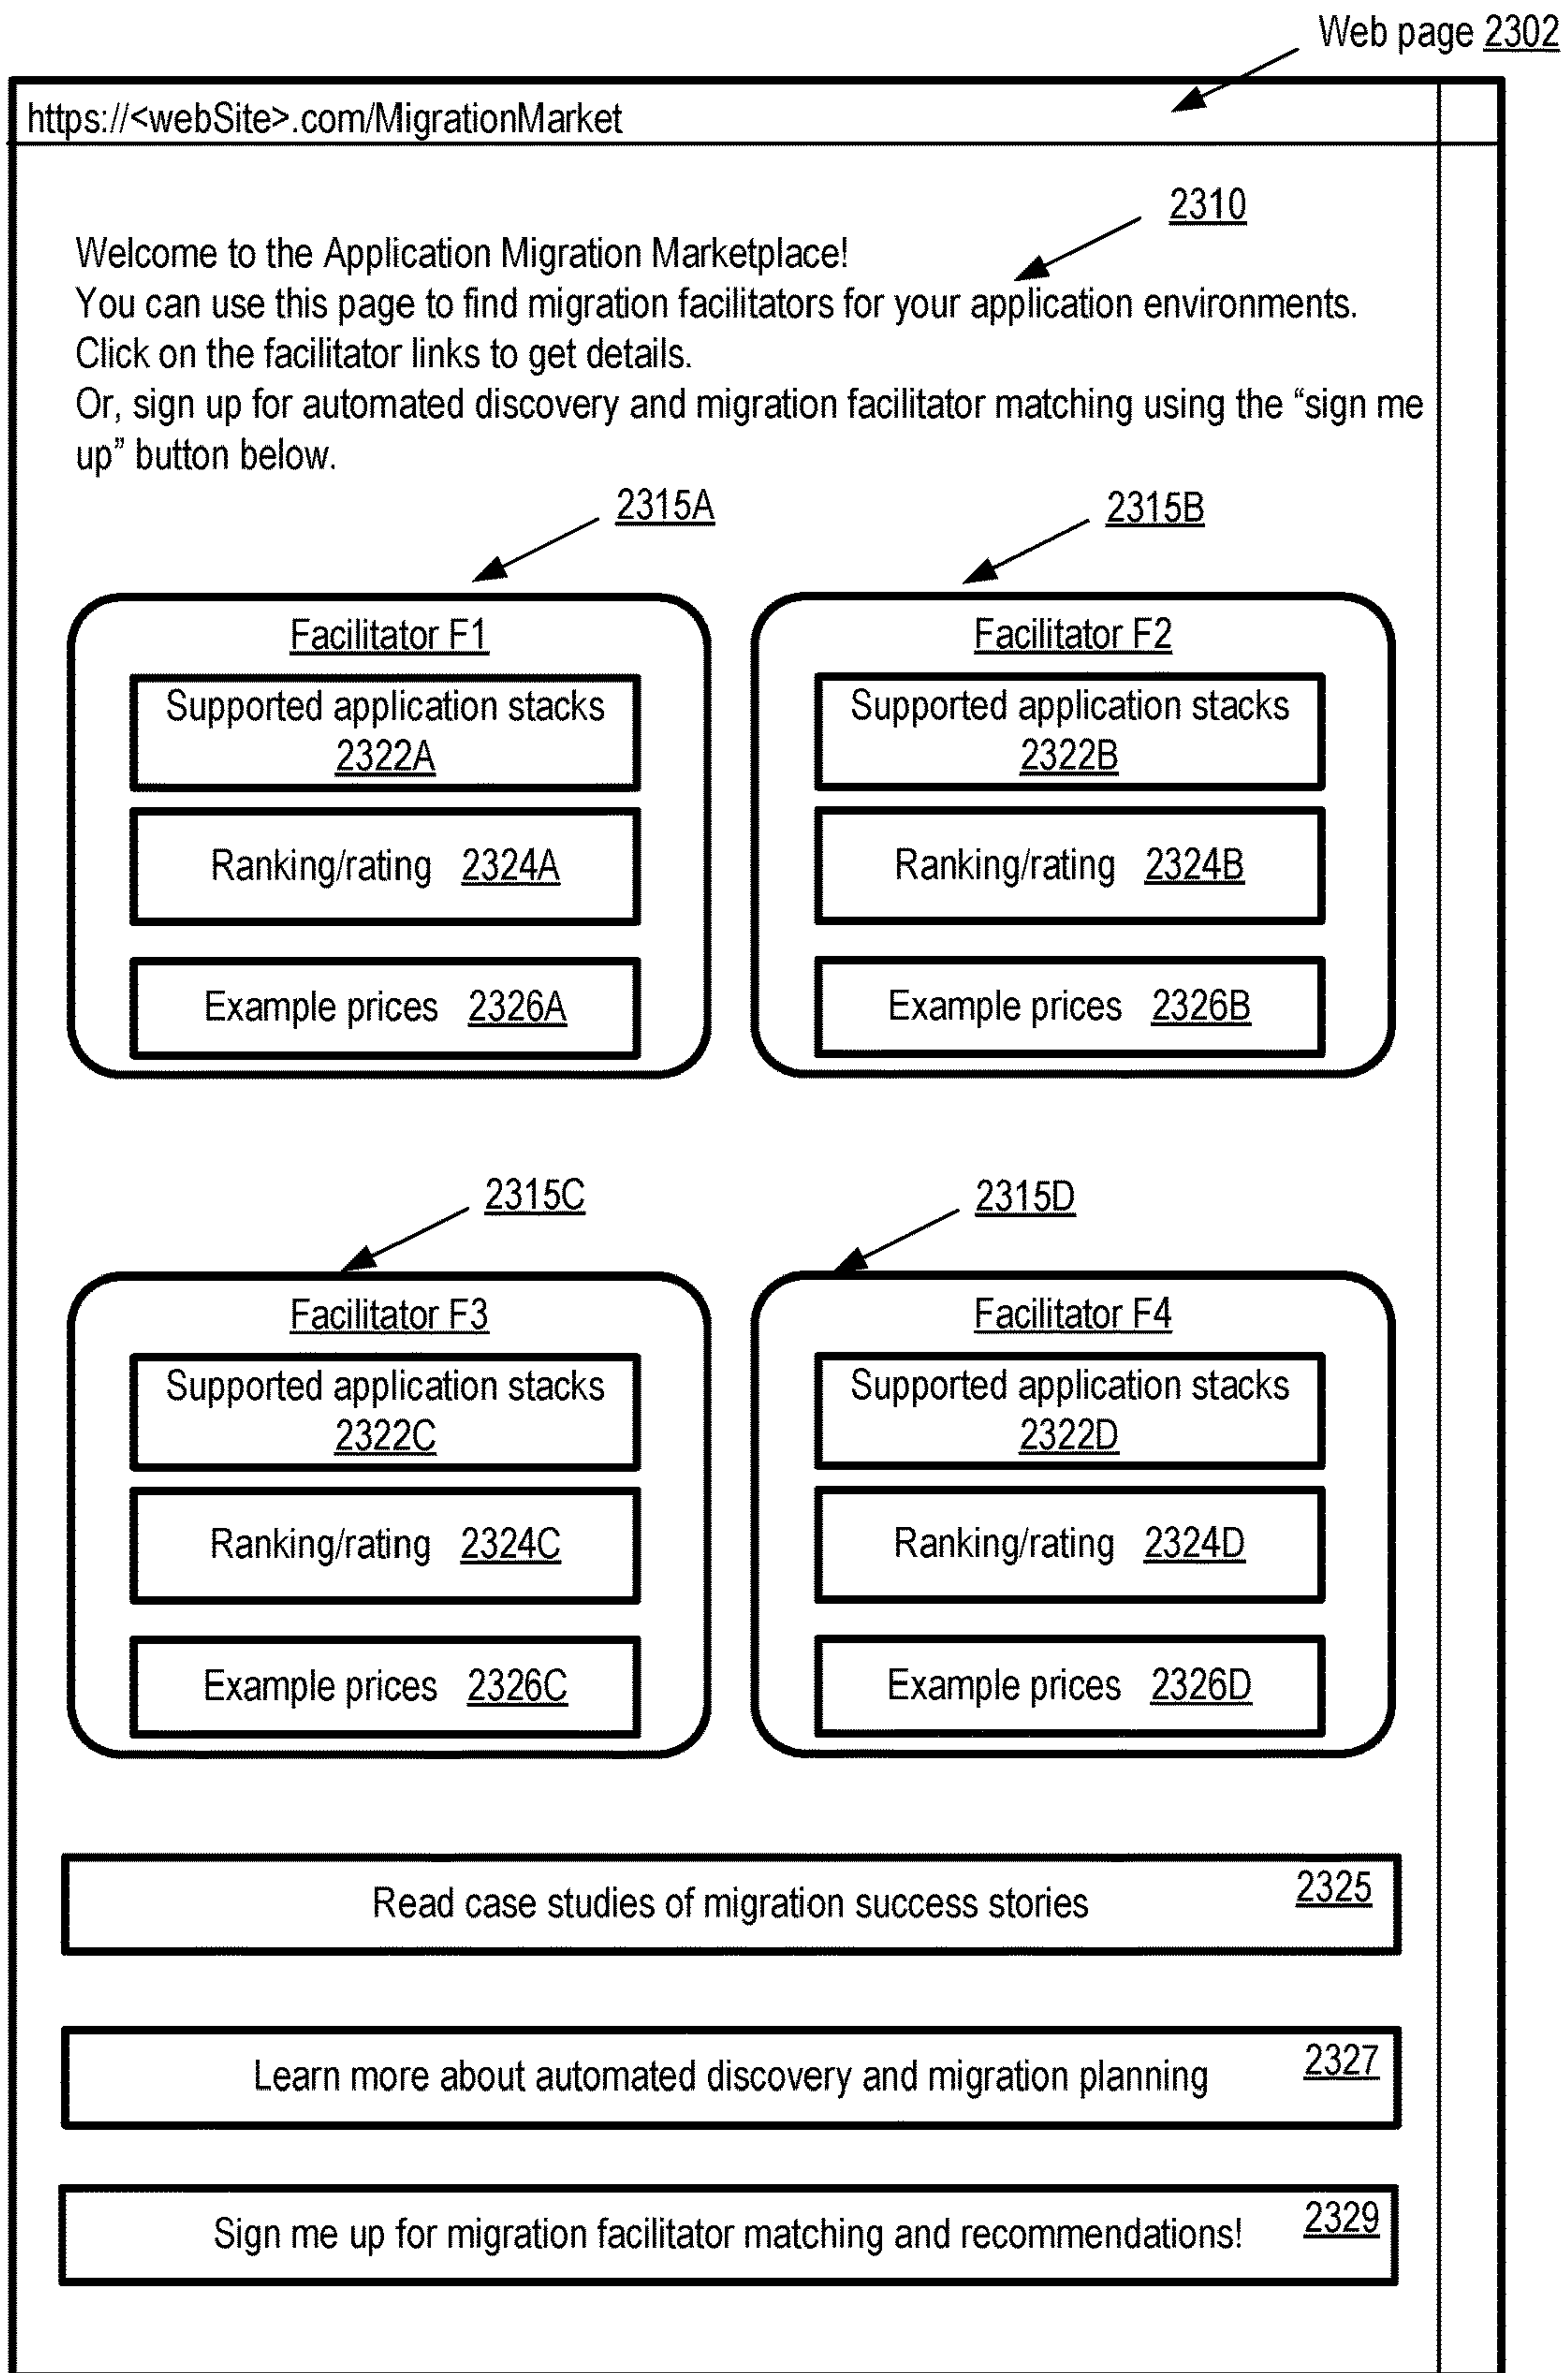 Web page 2302
https://<webSite>.com/MigrationMarket
2310
Welcome to the Application Migration Marketplace!
You can use this page to find migration facilitators for your application environments.
Click on the facilitator links to get details.
Or, sign up for automated discovery and migration facilitator matching using the “sign me
up” button below.
2315A
2315B
Facilitator F1
Supported application stacks
2322A
Ranking/rating 2324A
Example prices 2326A
Facilitator F2
Supported application stacks
2322B
Ranking/rating 2324B
Example prices 2326B
2315C
2315D
Facilitator F3
Supported application stacks
2322C
Ranking/rating 2324C
Example prices 2326C
Facilitator F4
Supported application stacks
2322D
Ranking/rating 2324D
Example prices 2326D
Read case studies of migration success stories 2325
Learn more about automated discovery and migration planning 2327
Sign me up for migration facilitator matching and recommendations! 2329